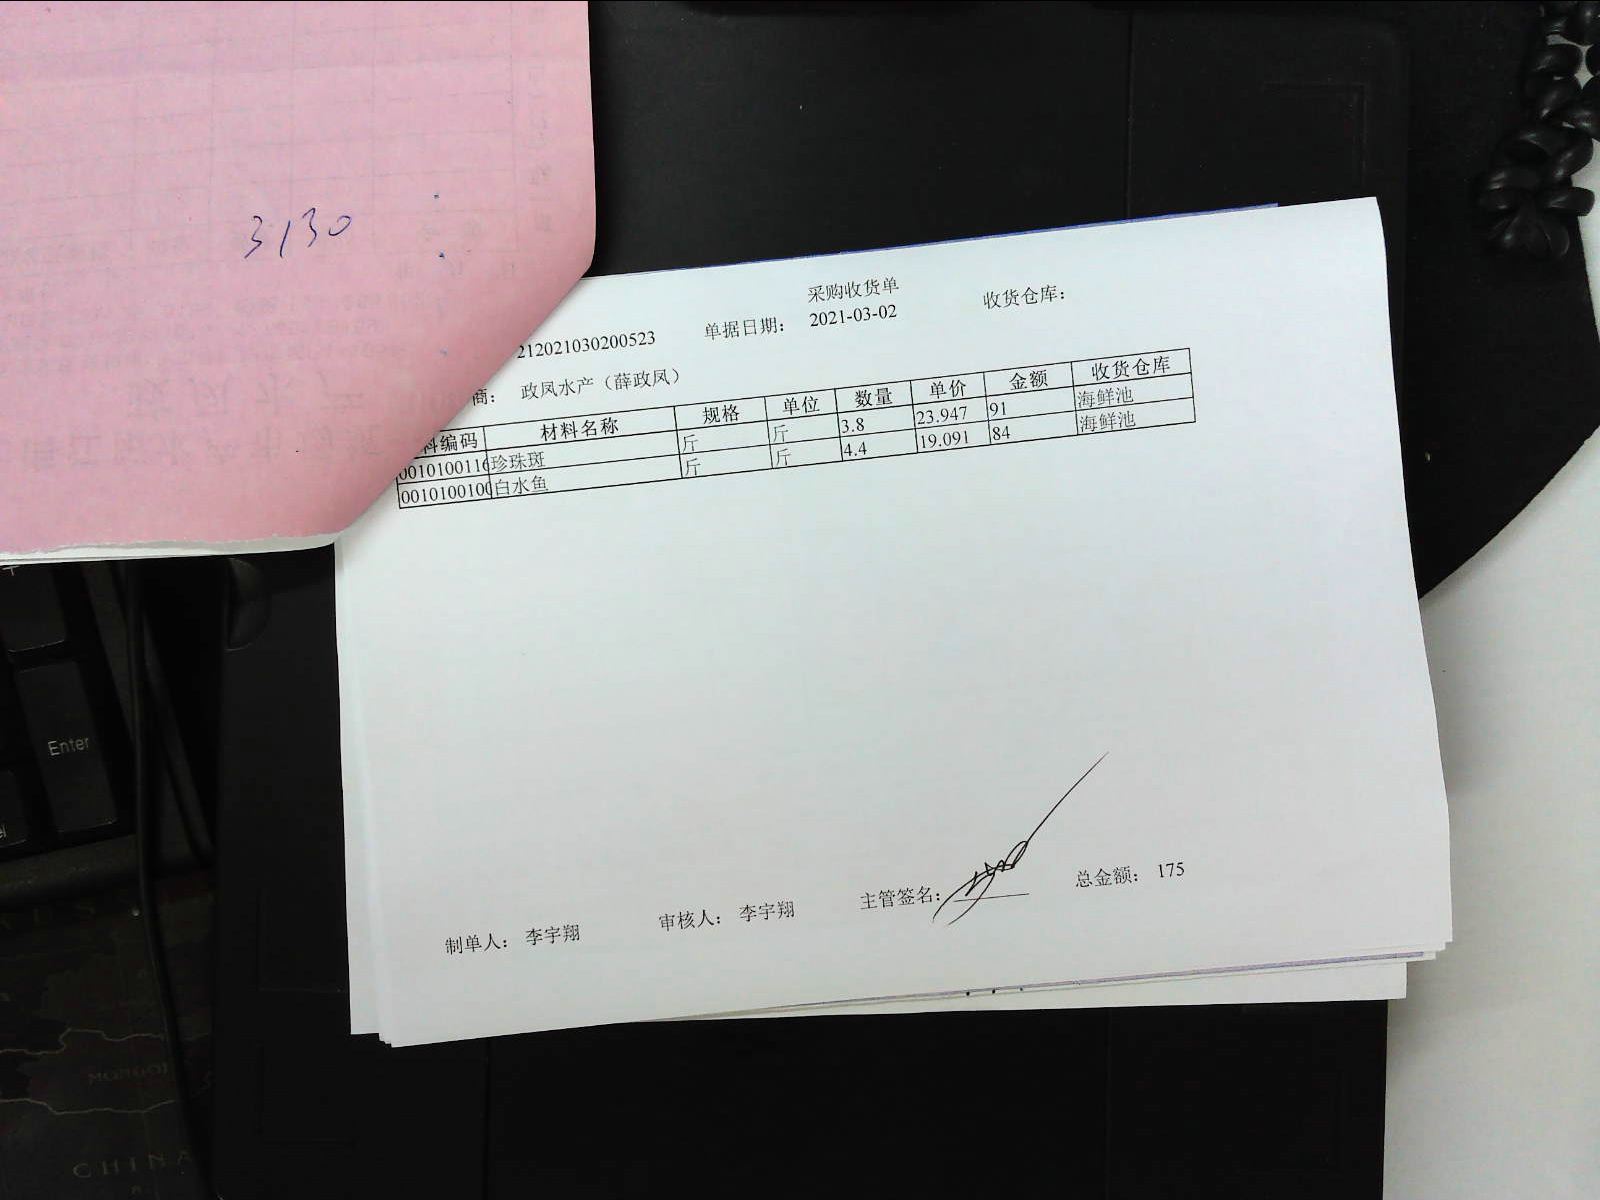 3130
采购收货单
212021030200523 单据日期： 2021-03-02 收货仓库：
商： 政凤水产（薛政凤）
料编码 材料名称 规格 单位 数量 单价 金额 收货仓库
0010100116 珍珠斑 斤 斤 3.8 23.947 91 海鲜池
0010100100 白水鱼 斤 斤 4.4 19.091 84 海鲜池
制单人： 李宇翔 审核人： 李宇翔 主管签名： 总金额： 175
Enter
CHINA